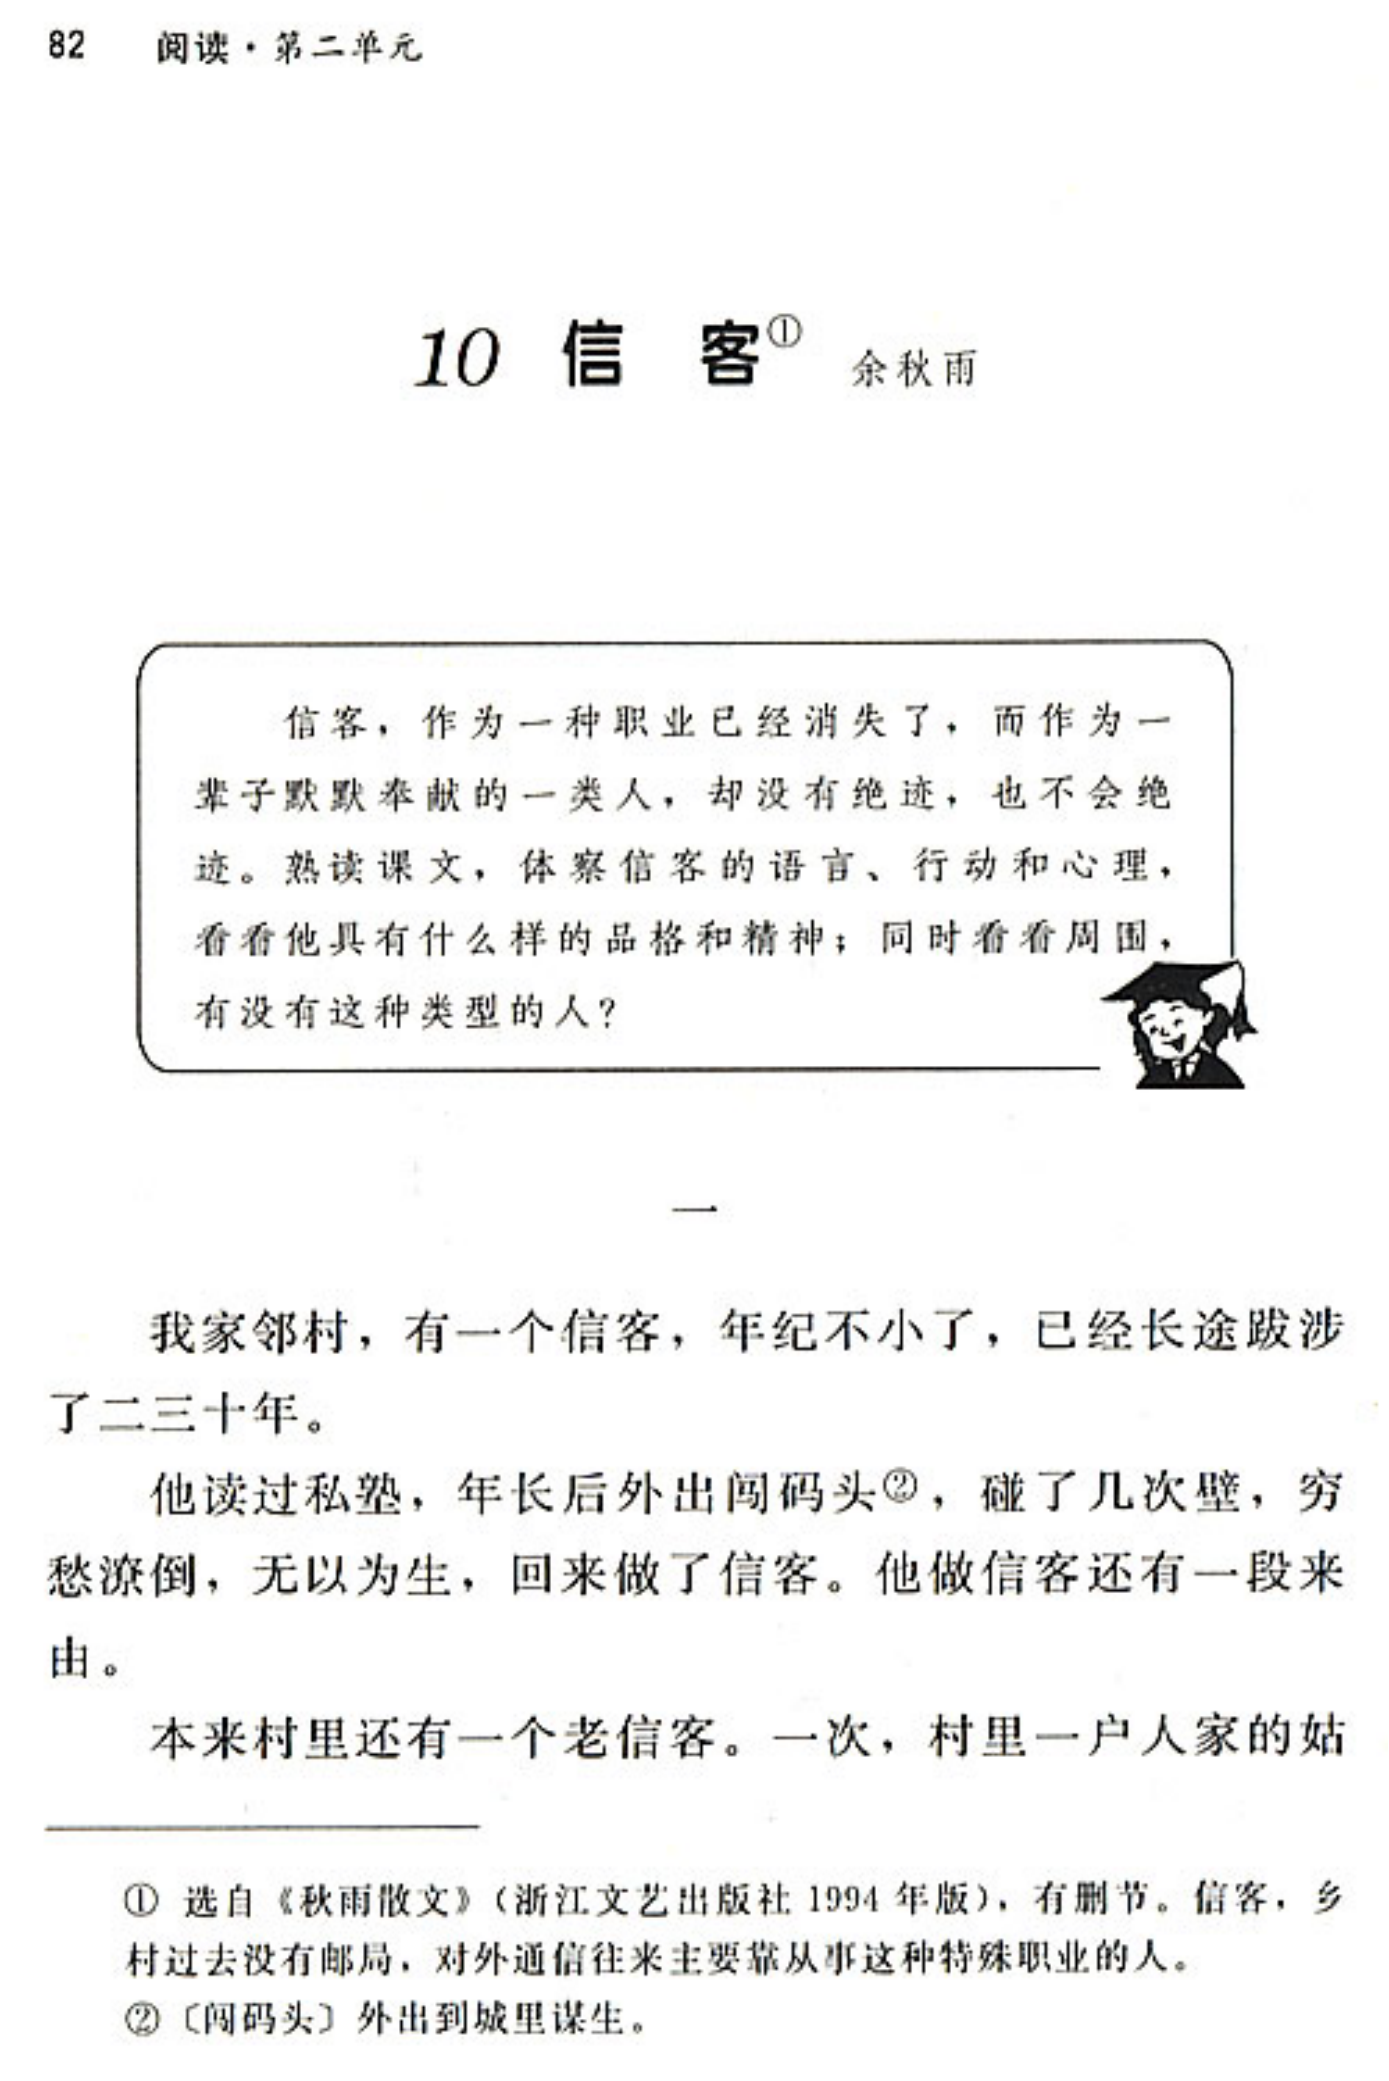 82 阅读·第二单元
10 信 客① 余秋雨
信客，作为一种职业已经消失了，而作为一
辈子默默奉献的一类人，却没有绝迹，也不会绝
迹。熟读课文，体察信客的语言、行动和心理，
看看他具有什么样的品格和精神；同时看看周围，
有没有这种类型的人？
一
我家邻村，有一个信客，年纪不小了，已经长途跋涉
了二三十年。
他读过私塾，年长后外出闯码头②，碰了几次壁，穷
愁潦倒，无以为生，回来做了信客。他做信客还有一段来
由。
本来村里还有一个老信客。一次，村里一户人家的姑
① 选自《秋雨散文》（浙江文艺出版社 1994 年版），有删节。信客，乡
村过去没有邮局，对外通信往来主要靠从事这种特殊职业的人。
②〔闯码头〕外出到城里谋生。